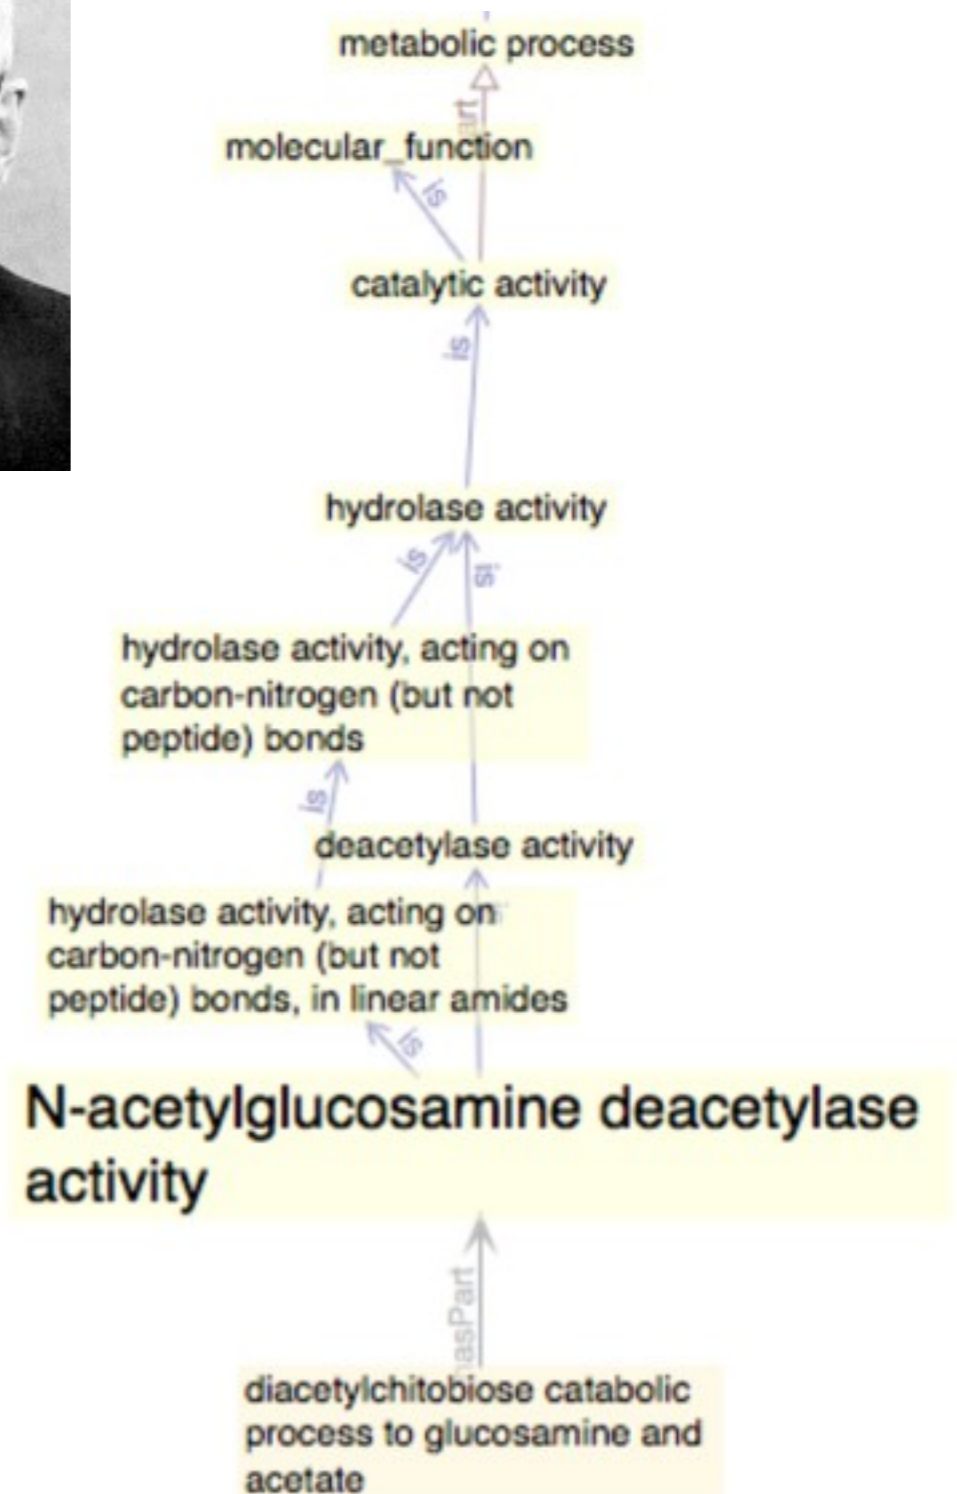 metabolic process
art
molecular_function
is
catalytic activity
is
hydrolase activity
is
is
hydrolase activity, acting on
carbon-nitrogen (but not
peptide) bonds
is
deacetylase activity
hydrolase activity, acting on
carbon-nitrogen (but not
peptide) bonds, in linear amides
is
N-acetylglucosamine deacetylase
activity
hasPart
diacetylchitobiose catabolic
process to glucosamine and
acetate